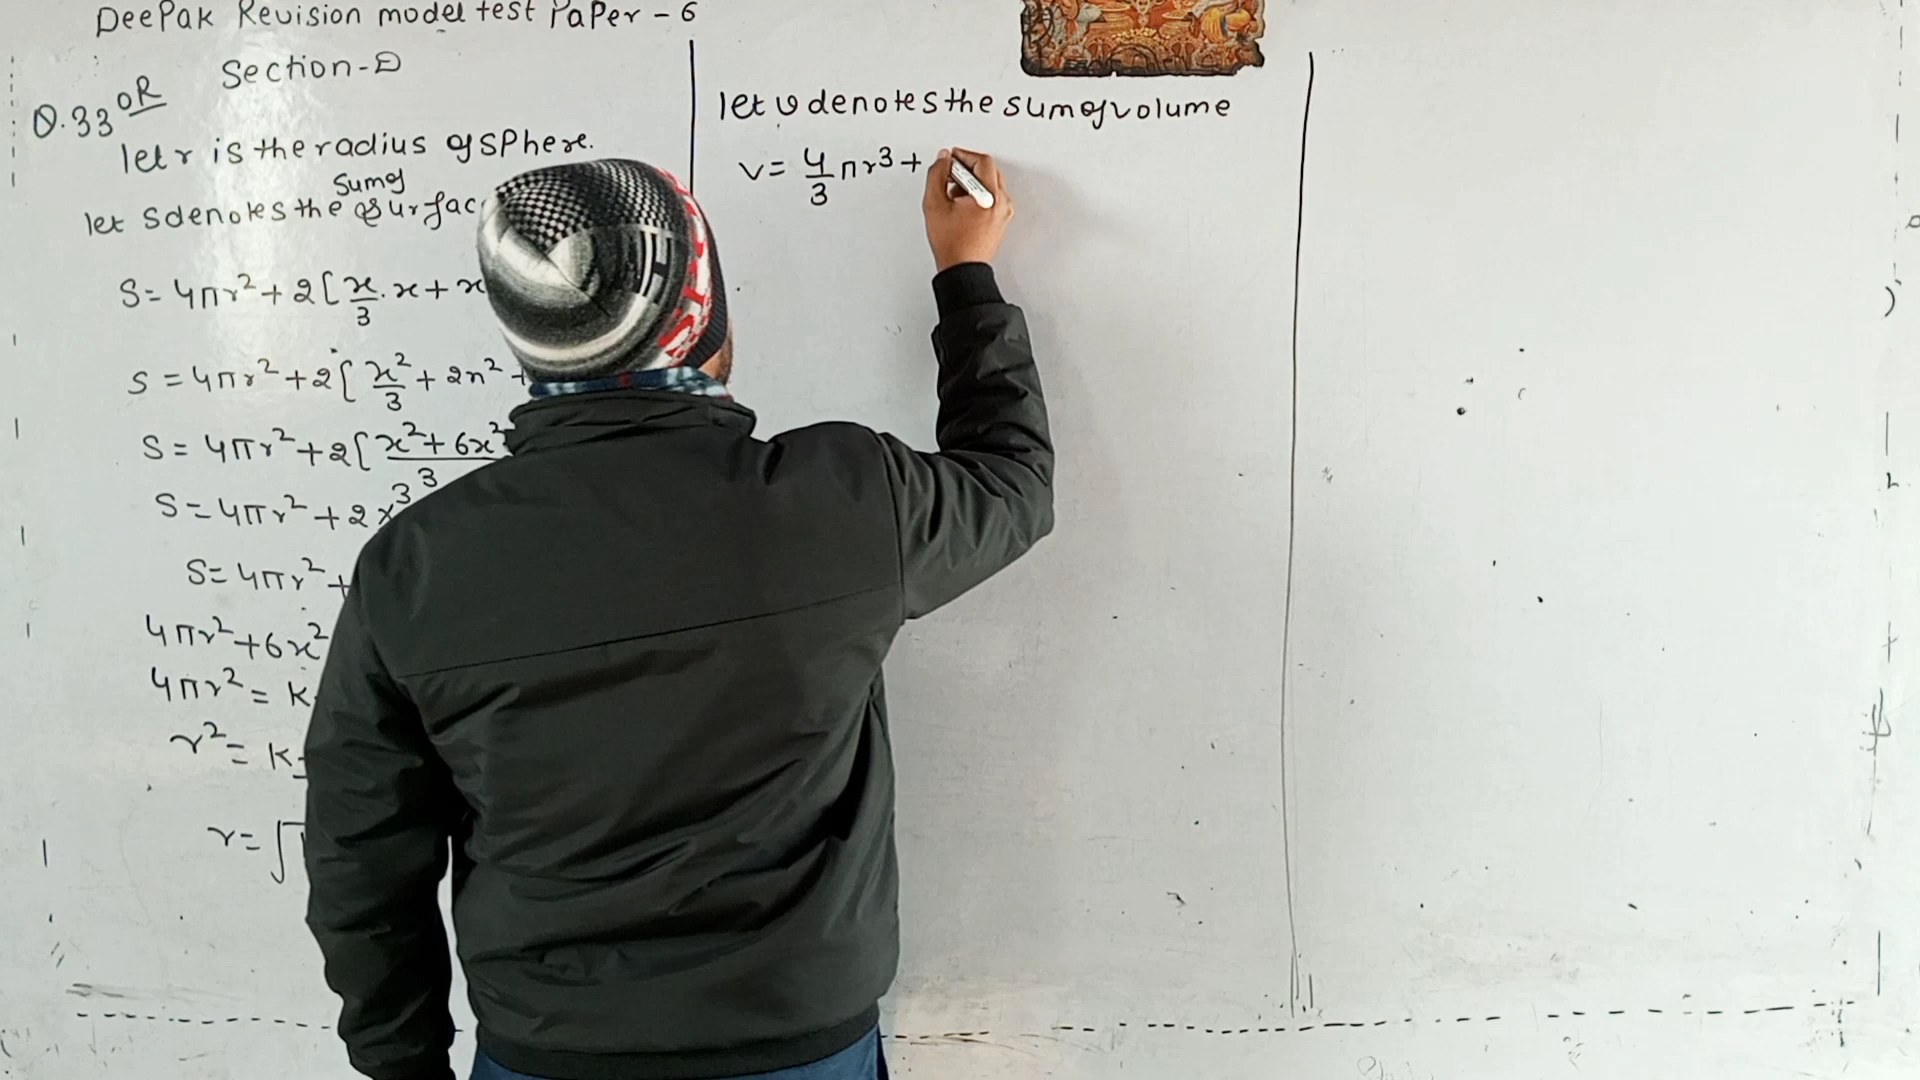 DeePak Revision model test PaPer - 6
Section-D
Q.33 OR
let r is the radius of sPhere.
sum of
let S denotes the of surfac
S = 4πr² + 2[x/3 . x + x
S = 4πr² + 2[x²/3 + 2x² +
S = 4πr² + 2[x² + 6x²/3
S = 4πr² + 2 x 3
S = 4πr² +
4πr² + 6x²
4πr² = K
r² = K
r = √
let v denotes the sum of volume
v = 4/3 πr³ +